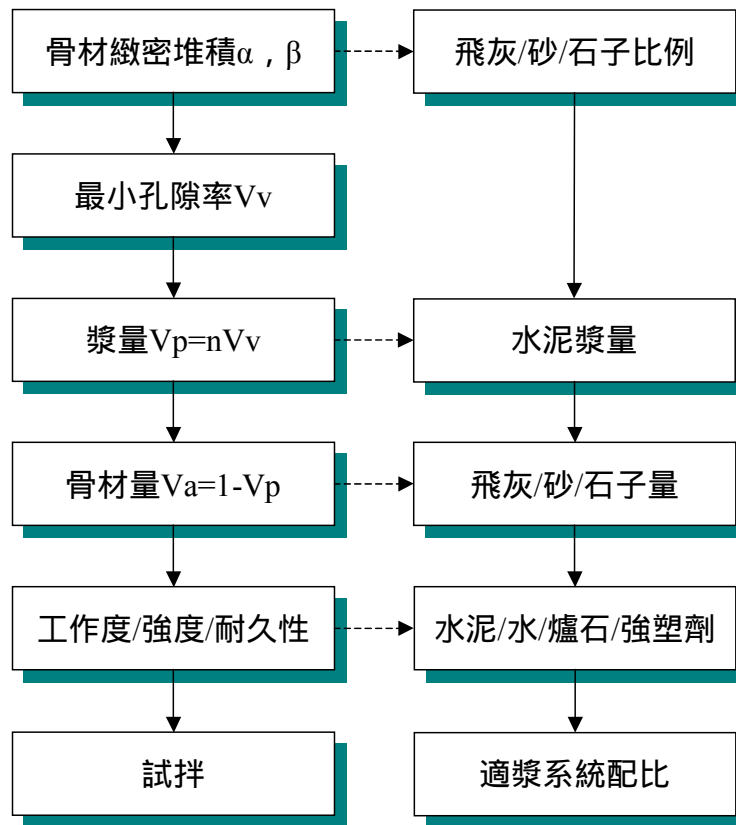 骨材緻密堆積α，β
飛灰/砂/石子比例
最小孔隙率Vv
漿量Vp=nVv
水泥漿量
骨材量Va=1-Vp
飛灰/砂/石子量
工作度/強度/耐久性
水泥/水/爐石/強塑劑
試拌
適漿系統配比